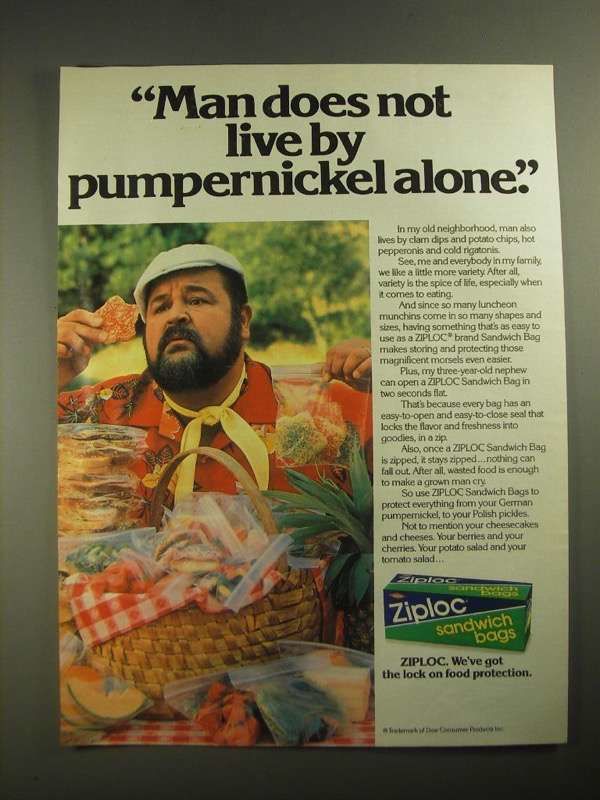 “Man does not
live by
pumpernickel alone.”
In my old neighborhood, man also
lives by clam dips and potato chips, hot
pepperonis and cold rigatonis.
See, me and everybody in my family,
we like a little more variety. After all,
variety is the spice of life, especially when
it comes to eating.
And since so many luncheon
munchins come in so many shapes and
sizes, having something that's as easy to
use as a ZIPLOC® brand Sandwich Bag
makes storing and protecting those
magnificent morsels even easier.
Plus, my three-year-old nephew
can open a ZIPLOC Sandwich Bag in
two seconds flat.
That's because every bag has an
easy-to-open and easy-to-close seal that
locks the flavor and freshness into
goodies, in a zip.
Also, once a ZIPLOC Sandwich Bag
is zipped, it stays zipped...nothing can
fall out. After all, wasted food is enough
to make a grown man cry.
So use ZIPLOC Sandwich Bags to
protect everything from your German
pumpernickel, to your Polish pickles.
Not to mention your cheesecakes
and cheeses. Your berries and your
cherries. Your potato salad and your
tomato salad...
Ziploc
sandwich
bags
Ziploc
sandwich
bags
ZIPLOC. We've got
the lock on food protection.
® Trademark of Dow Consumer Products Inc.